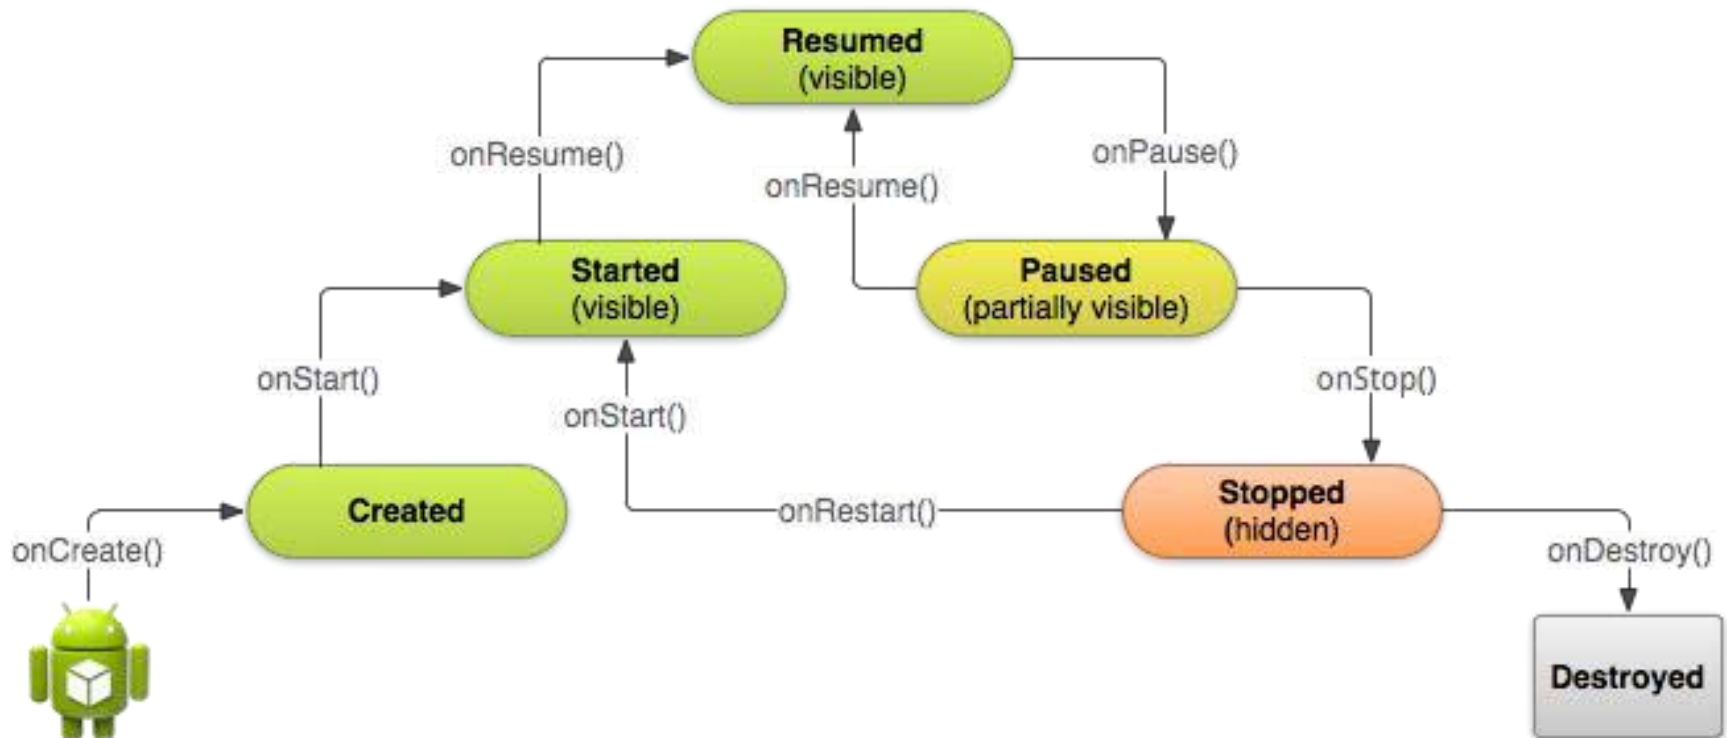 Resumed
(visible)
onResume()
onPause()
onResume()
Started
(visible)
Paused
(partially visible)
onStart()
onStop()
onStart()
Created
onRestart()
Stopped
(hidden)
onCreate()
onDestroy()
Destroyed